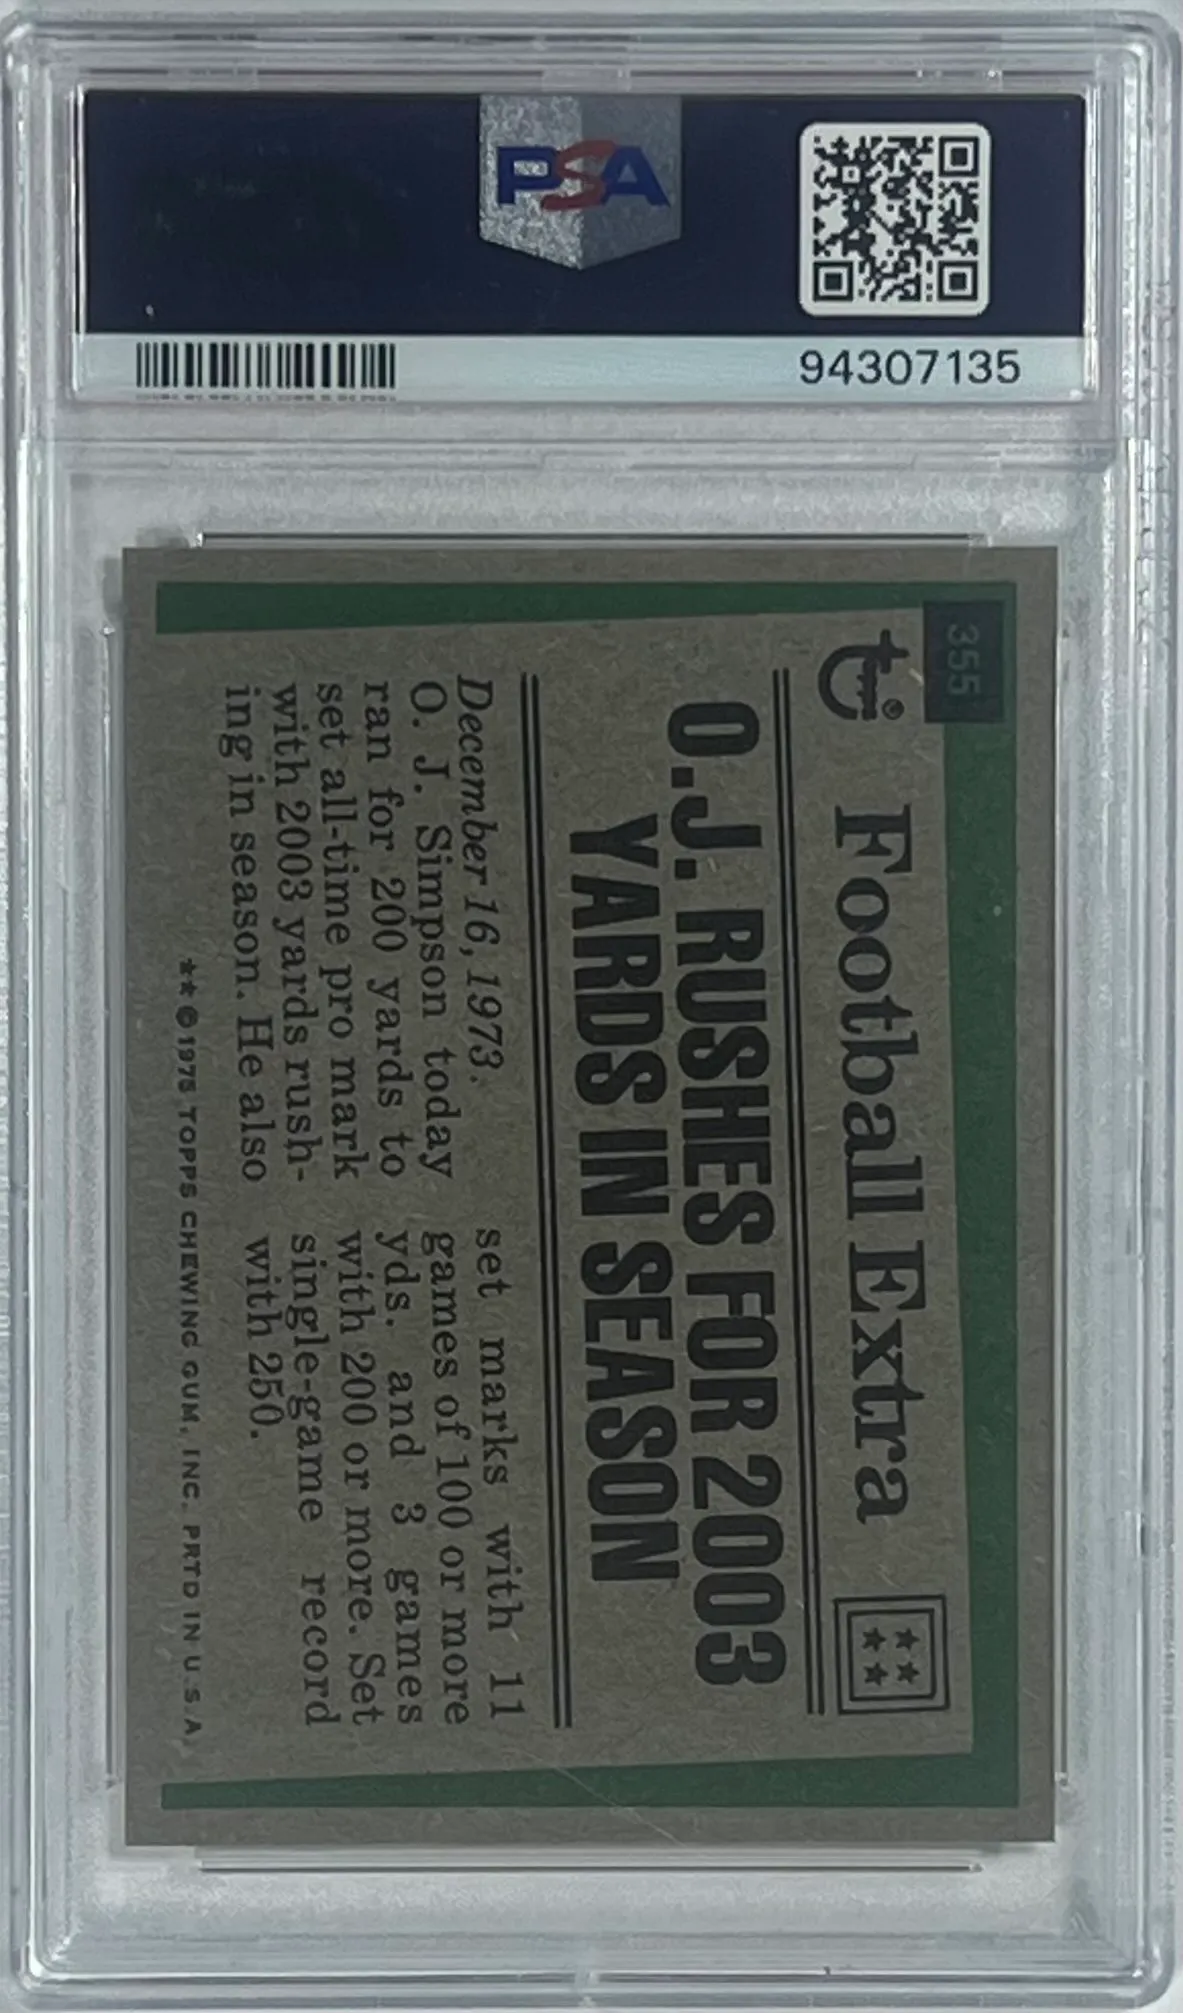 PSA
94307135
355
t®
Football Extra
O.J. RUSHES FOR 2003
YARDS IN SEASON
December 16, 1973.
O. J. Simpson today
ran for 200 yards to
set all-time pro mark
with 2003 yards rush-
ing in season. He also
set marks with 11
games of 100 or more
yds. and 3 games
with 200 or more. Set
single-game record
with 250.
** © 1975 TOPPS CHEWING GUM, INC. PRTD IN U.S.A.